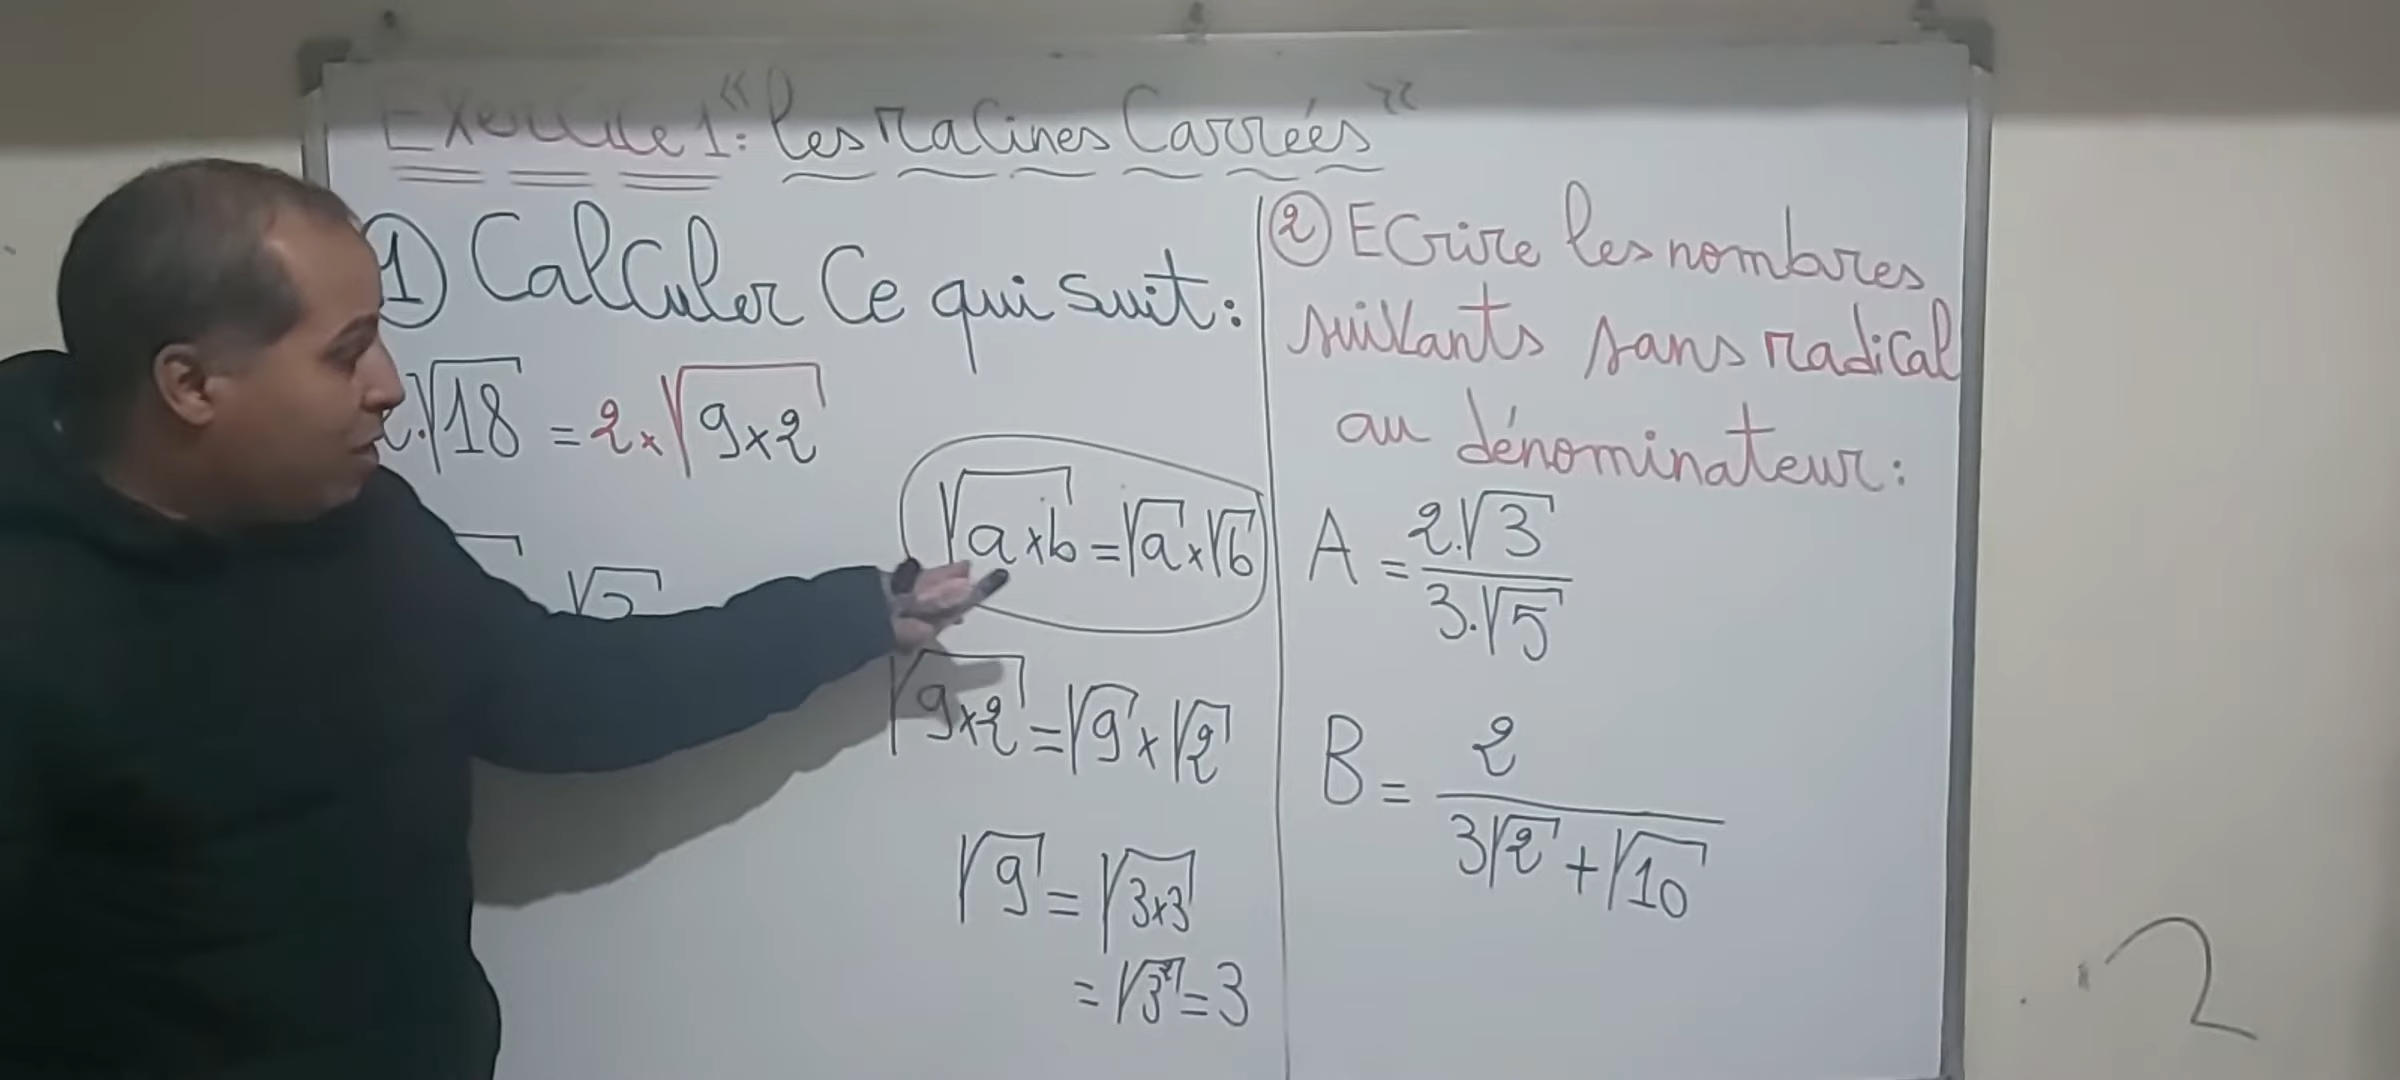 Exercice 1: « les racines Carrées »
① Calculer Ce qui suit:
2.√18 = 2×√9×2
√a×b = √a×√b
√9×2 = √9×√2
√9 = √3×3
= √3² = 3
② Ecrire les nombres
suivants sans radical
au dénominateur:
A = 2.√3 / 3.√5
B = 2 / 3√2 + √10
2